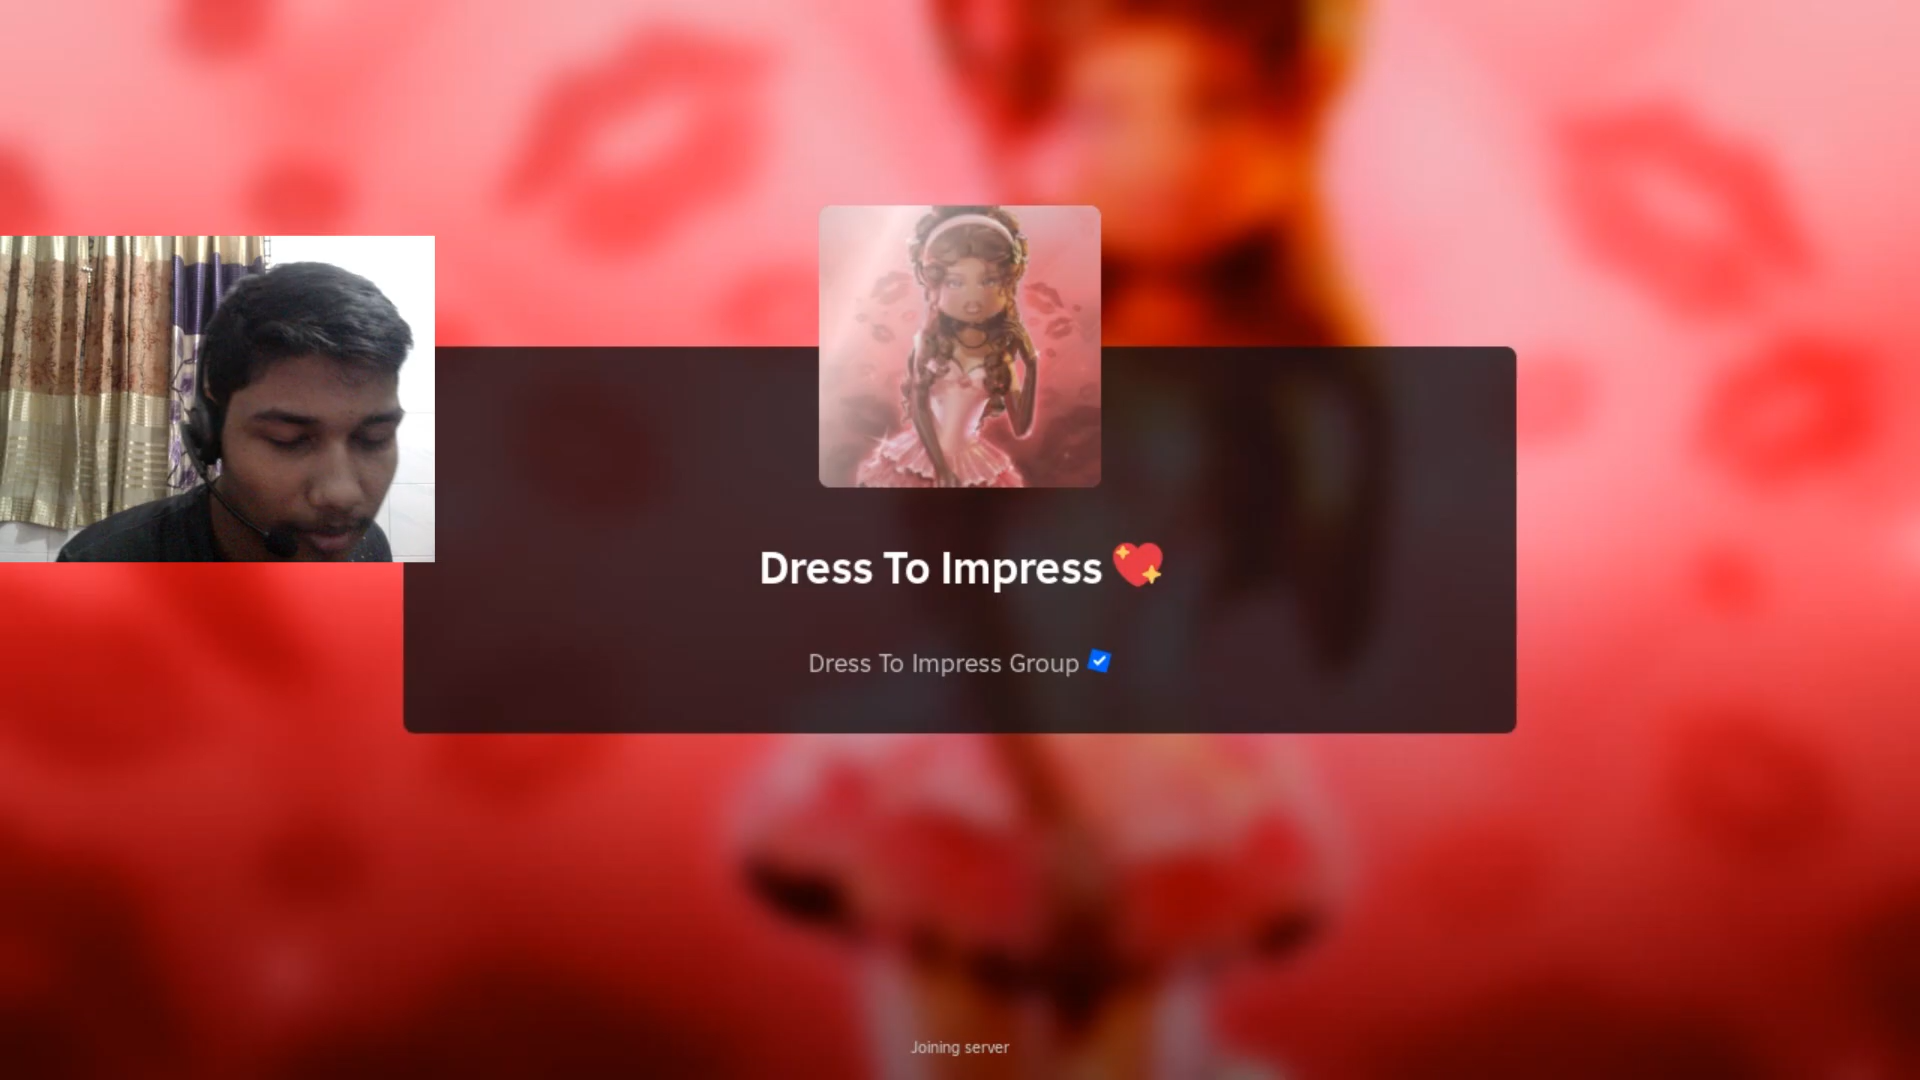 Dress To Impress 💖
Dress To Impress Group
Joining server